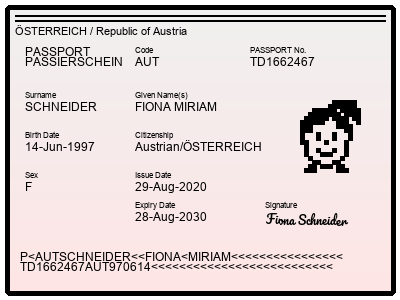 ÖSTERREICH / Republic of Austria
PASSPORT
PASSIERSCHEIN
Code
AUT
PASSPORT No.
TD1662467
Surname
SCHNEIDER
Given Name(s)
FIONA MIRIAM
Birth Date
14-Jun-1997
Citizenship
Austrian/ÖSTERREICH
Sex
F
Issue Date
29-Aug-2020
Expiry Date
28-Aug-2030
Signature
Fiona Schneider
P<AUTSCHNEIDER<<FIONA<MIRIAM<<<<<<<<<<<<<<<<
TD1662467AUT970614<<<<<<<<<<<<<<<<<<<<<<<<<<